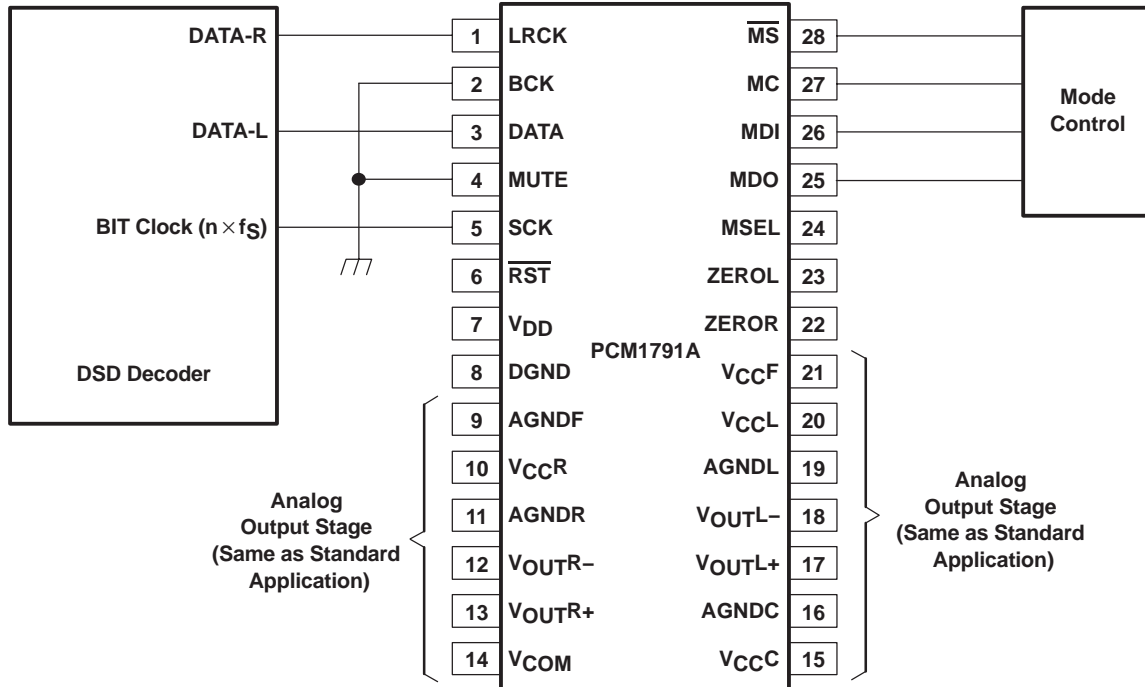 DATA-R
DATA-L
BIT Clock (n × fS)
DSD Decoder
1 LRCK
2 BCK
3 DATA
4 MUTE
5 SCK
6 RST
7 VDD
8 DGND
9 AGNDF
10 VCCR
11 AGNDR
12 VOUTR–
13 VOUTR+
14 VCOM
PCM1791A
MS 28
MC 27
MDI 26
MDO 25
MSEL 24
ZEROL 23
ZEROR 22
VCCF 21
VCCL 20
AGNDL 19
VOUTL– 18
VOUTL+ 17
AGNDC 16
VCCC 15
Mode
Control
Analog
Output Stage
(Same as Standard
Application)
Analog
Output Stage
(Same as Standard
Application)